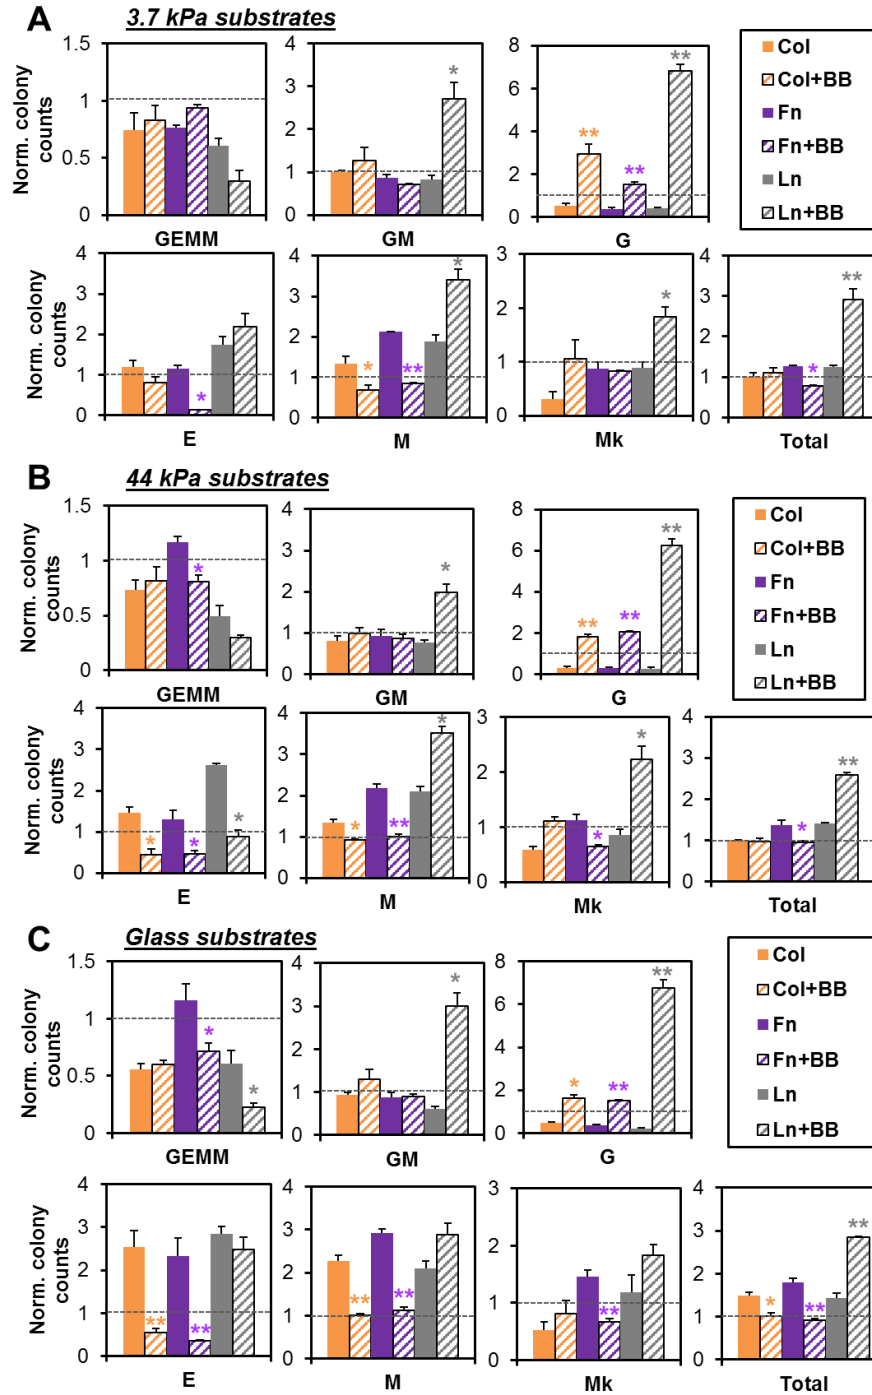 A
3.7 kPa substrates
Norm. colony
counts
1.5
1
0.5
0
GEMM
4
3
2
1
0
*
GM
8
6
4
2
0
**
**
**
G
Col
Col+BB
Fn
Fn+BB
Ln
Ln+BB
Norm. colony
counts
4
3
2
1
0
*
E
4
3
2
1
0
*
**
*
M
3
2
1
0
*
Mk
4
3
2
1
0
*
**
Total
B
44 kPa substrates
Norm. colony
counts
1.5
1
0.5
0
*
GEMM
4
3
2
1
0
*
GM
8
6
4
2
0
**
**
**
G
Col
Col+BB
Fn
Fn+BB
Ln
Ln+BB
Norm. colony
counts
4
3
2
1
0
*
*
*
E
4
3
2
1
0
*
**
*
M
3
2
1
0
*
*
Mk
4
3
2
1
0
*
**
Total
C
Glass substrates
Norm. colony
counts
1.5
1
0.5
0
*
*
GEMM
4
3
2
1
0
*
GM
8
6
4
2
0
*
**
**
G
Col
Col+BB
Fn
Fn+BB
Ln
Ln+BB
Norm. colony
counts
4
3
2
1
0
**
**
E
4
3
2
1
0
**
**
M
3
2
1
0
**
Mk
4
3
2
1
0
*
**
**
Total